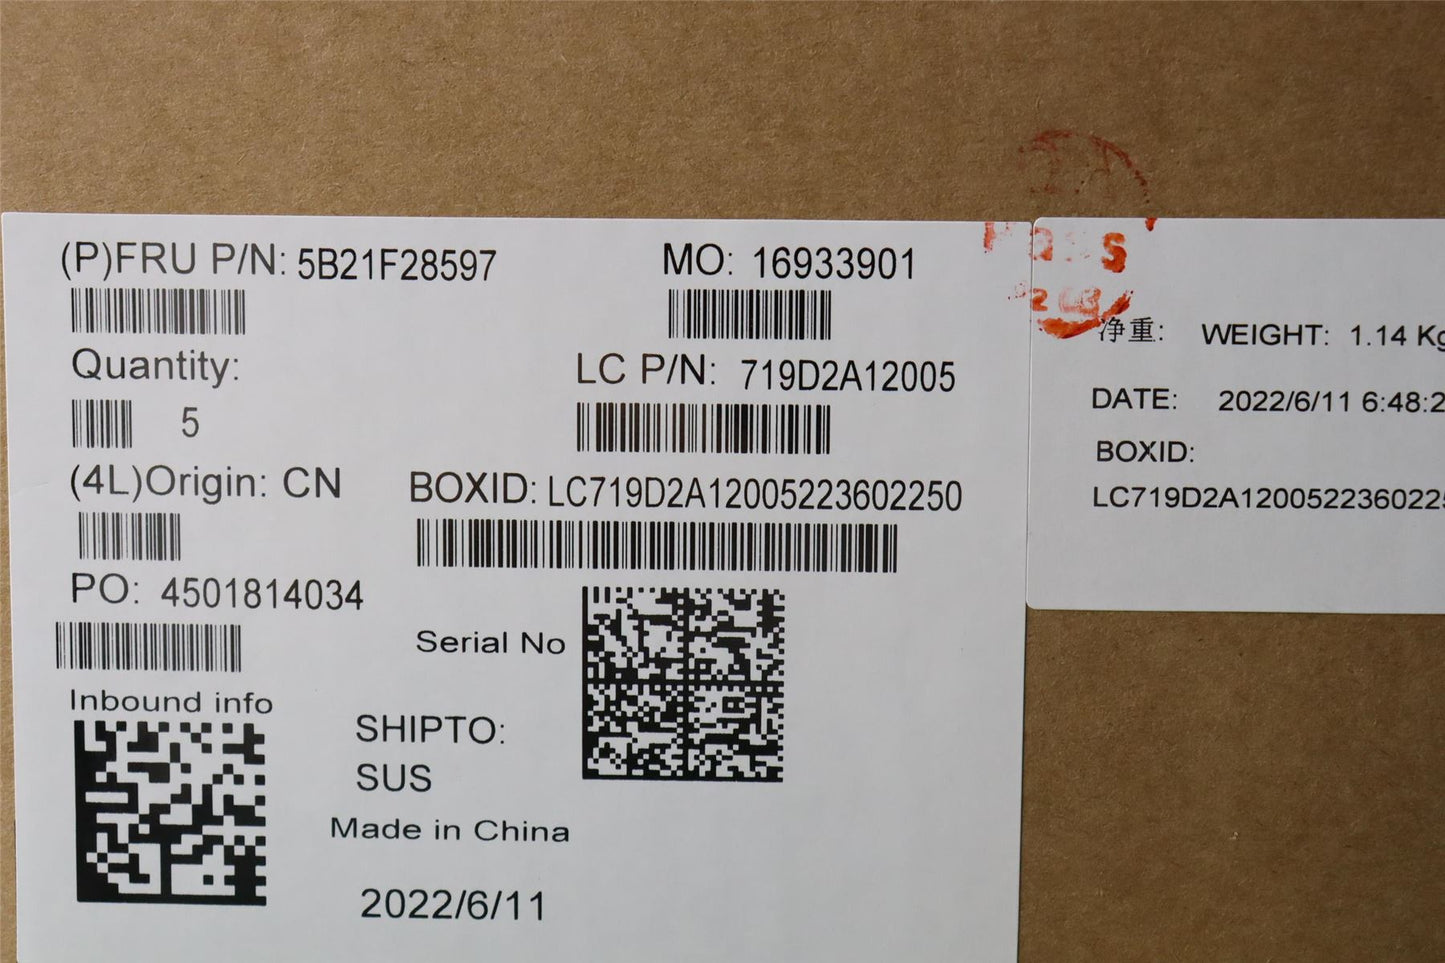 (P)FRU P/N: 5B21F28597
MO: 16933901
Quantity:
5
LC P/N: 719D2A12005
(4L)Origin: CN
BOXID: LC719D2A12005223602250
PO: 4501814034
Serial No
Inbound info
SHIPTO:
SUS
Made in China
2022/6/11
净重: WEIGHT: 1.14 Kg
DATE: 2022/6/11 6:48:2
BOXID:
LC719D2A1200522360225